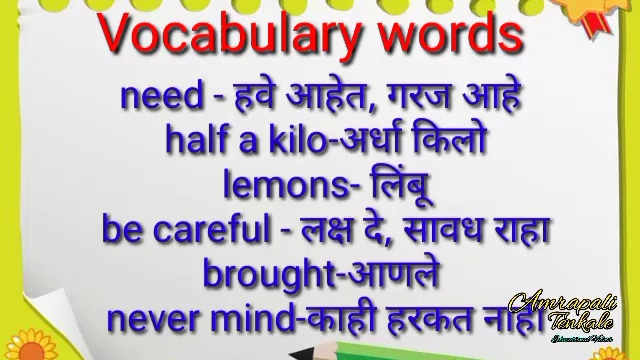 Vocabulary words
need - हवे आहेत, गरज आहे
half a kilo-अर्धा किलो
lemons- लिंबू
be careful - लक्ष दे, सावध राहा
brought-आणले
never mind-काही हरकत नाही
Amrapali
Tenkale